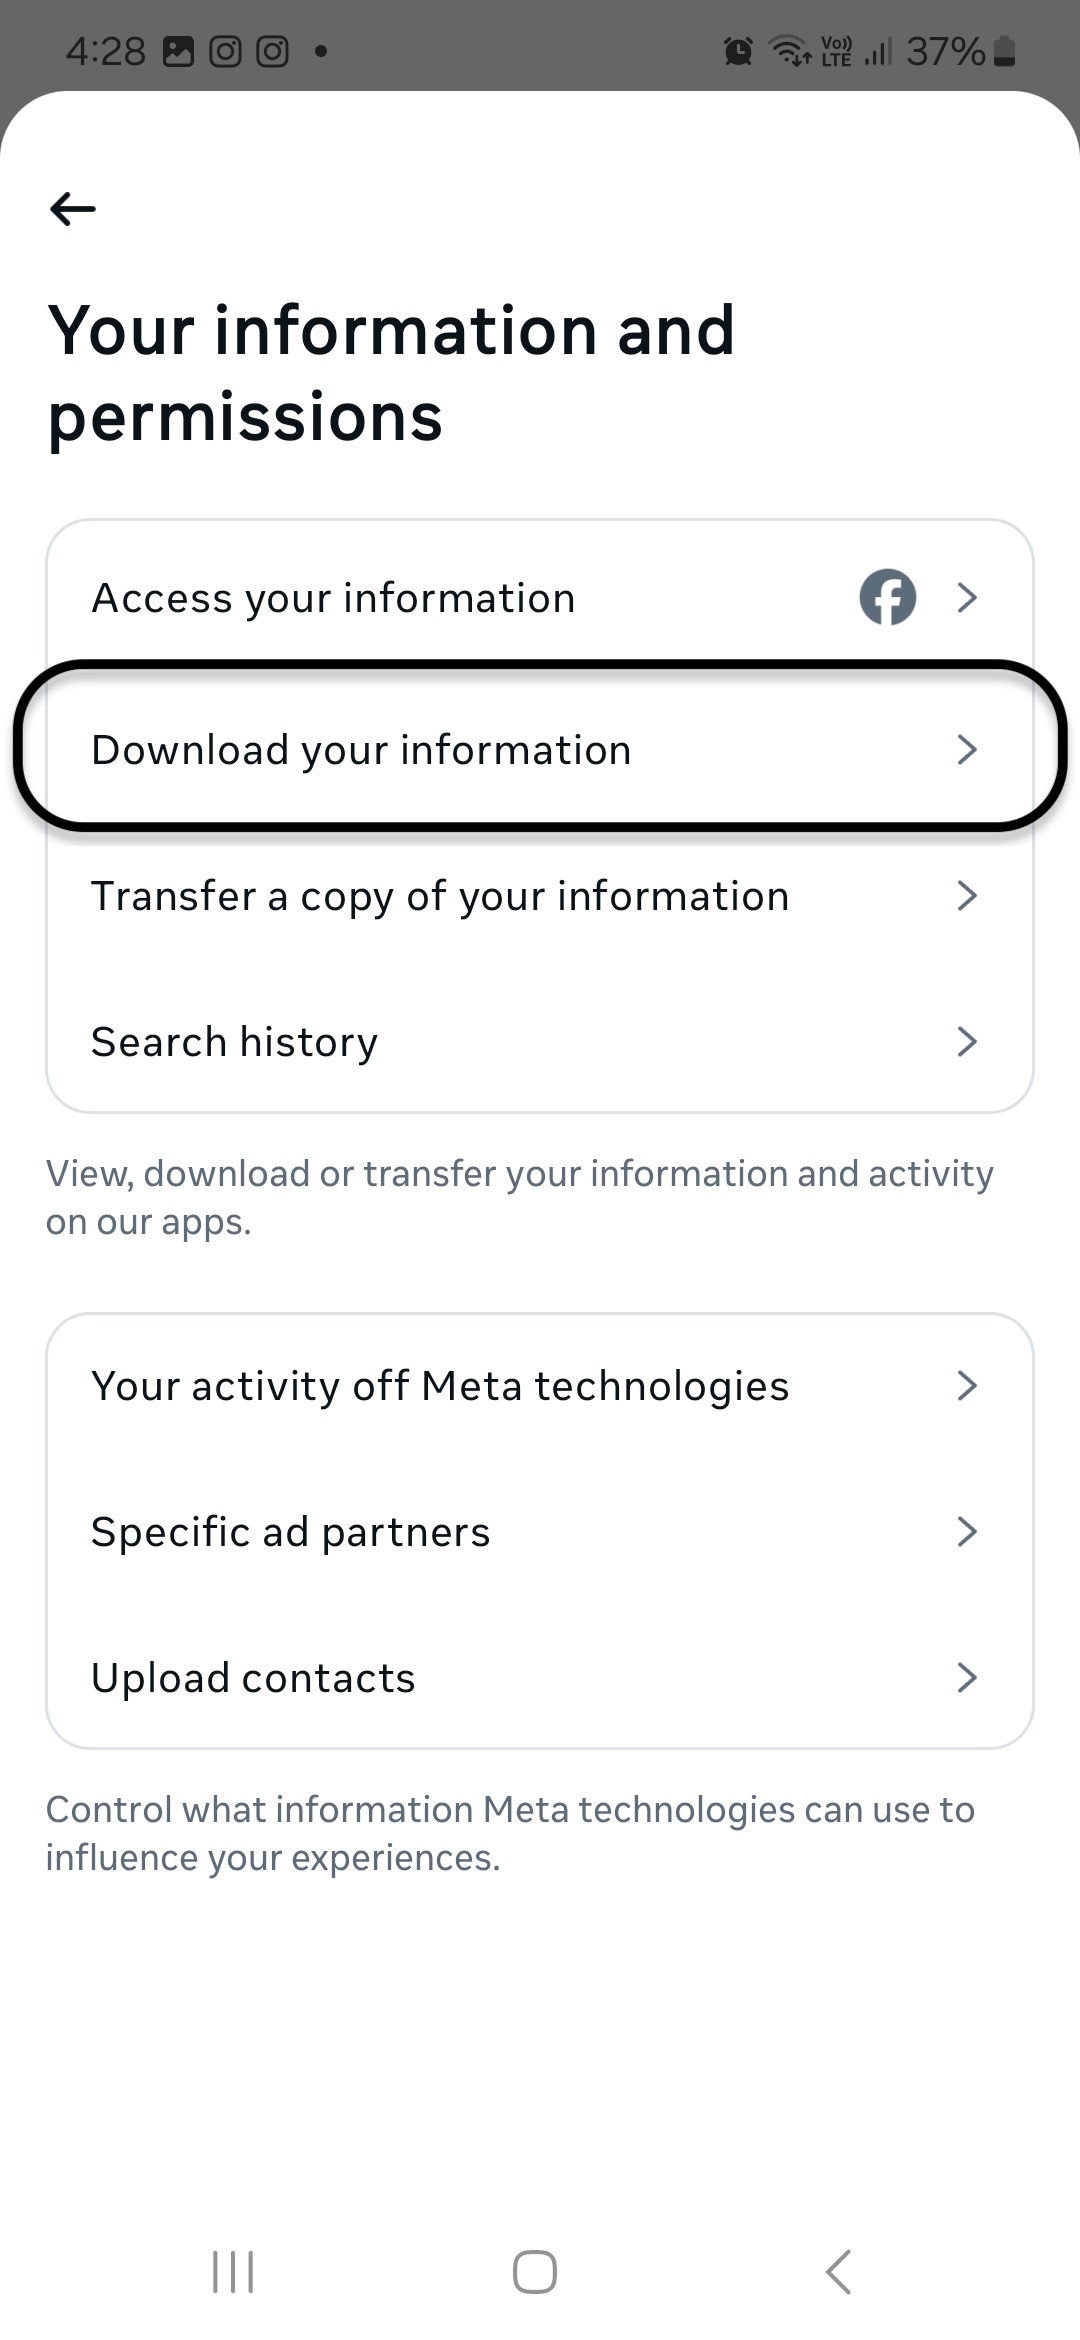 4:28 Vo)) LTE 37%
Your information and
permissions
Access your information
Download your information
Transfer a copy of your information
Search history
View, download or transfer your information and activity
on our apps.
Your activity off Meta technologies
Specific ad partners
Upload contacts
Control what information Meta technologies can use to
influence your experiences.